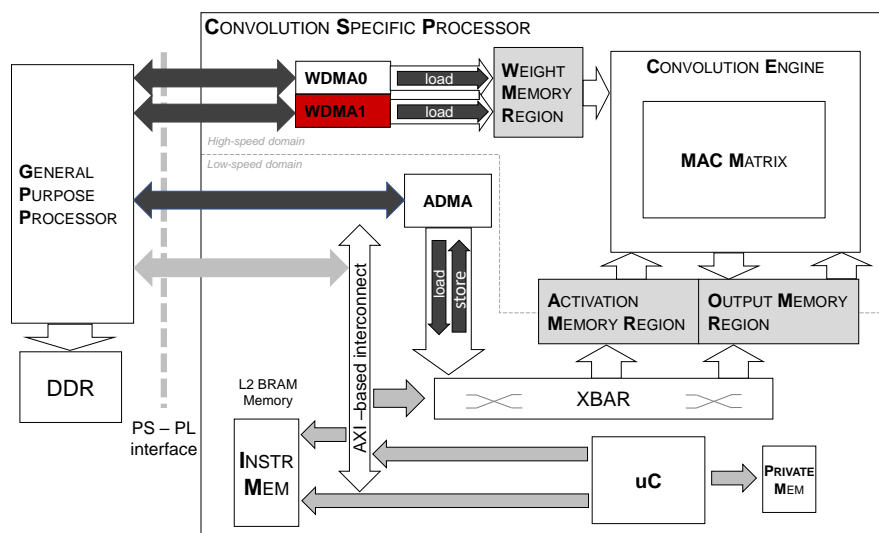 CONVOLUTION SPECIFIC PROCESSOR
GENERAL
PURPOSE
PROCESSOR
WDMA0
load
WDMA1
load
WEIGHT
MEMORY
REGION
CONVOLUTION ENGINE
MAC MATRIX
High-speed domain
Low-speed domain
ADMA
load
store
AXI –based interconnect
ACTIVATION
MEMORY REGION
OUTPUT MEMORY
REGION
DDR
PS – PL
interface
L2 BRAM
Memory
XBAR
INSTR
MEM
uC
PRIVATE
MEM